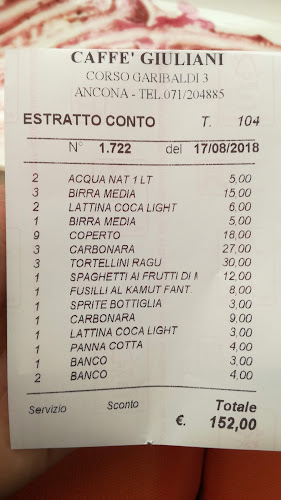 CAFFE' GIULIANI
CORSO GARIBALDI 3
ANCONA - TEL.071/204885
ESTRATTO CONTO T. 104
N° 1.722 del 17/08/2018
2 ACQUA NAT 1 LT 5,00
3 BIRRA MEDIA 15,00
2 LATTINA COCA LIGHT 6,00
1 BIRRA MEDIA 5,00
9 COPERTO 18,00
3 CARBONARA 27,00
3 TORTELLINI RAGU 30,00
1 SPAGHETTI AI FRUTTI DI M 12,00
1 FUSILLI AL KAMUT FANT. 8,00
1 SPRITE BOTTIGLIA 3,00
1 CARBONARA 9,00
1 LATTINA COCA LIGHT 3,00
1 PANNA COTTA 4,00
1 BANCO 3,00
2 BANCO 4,00
Servizio Sconto Totale
€. 152,00